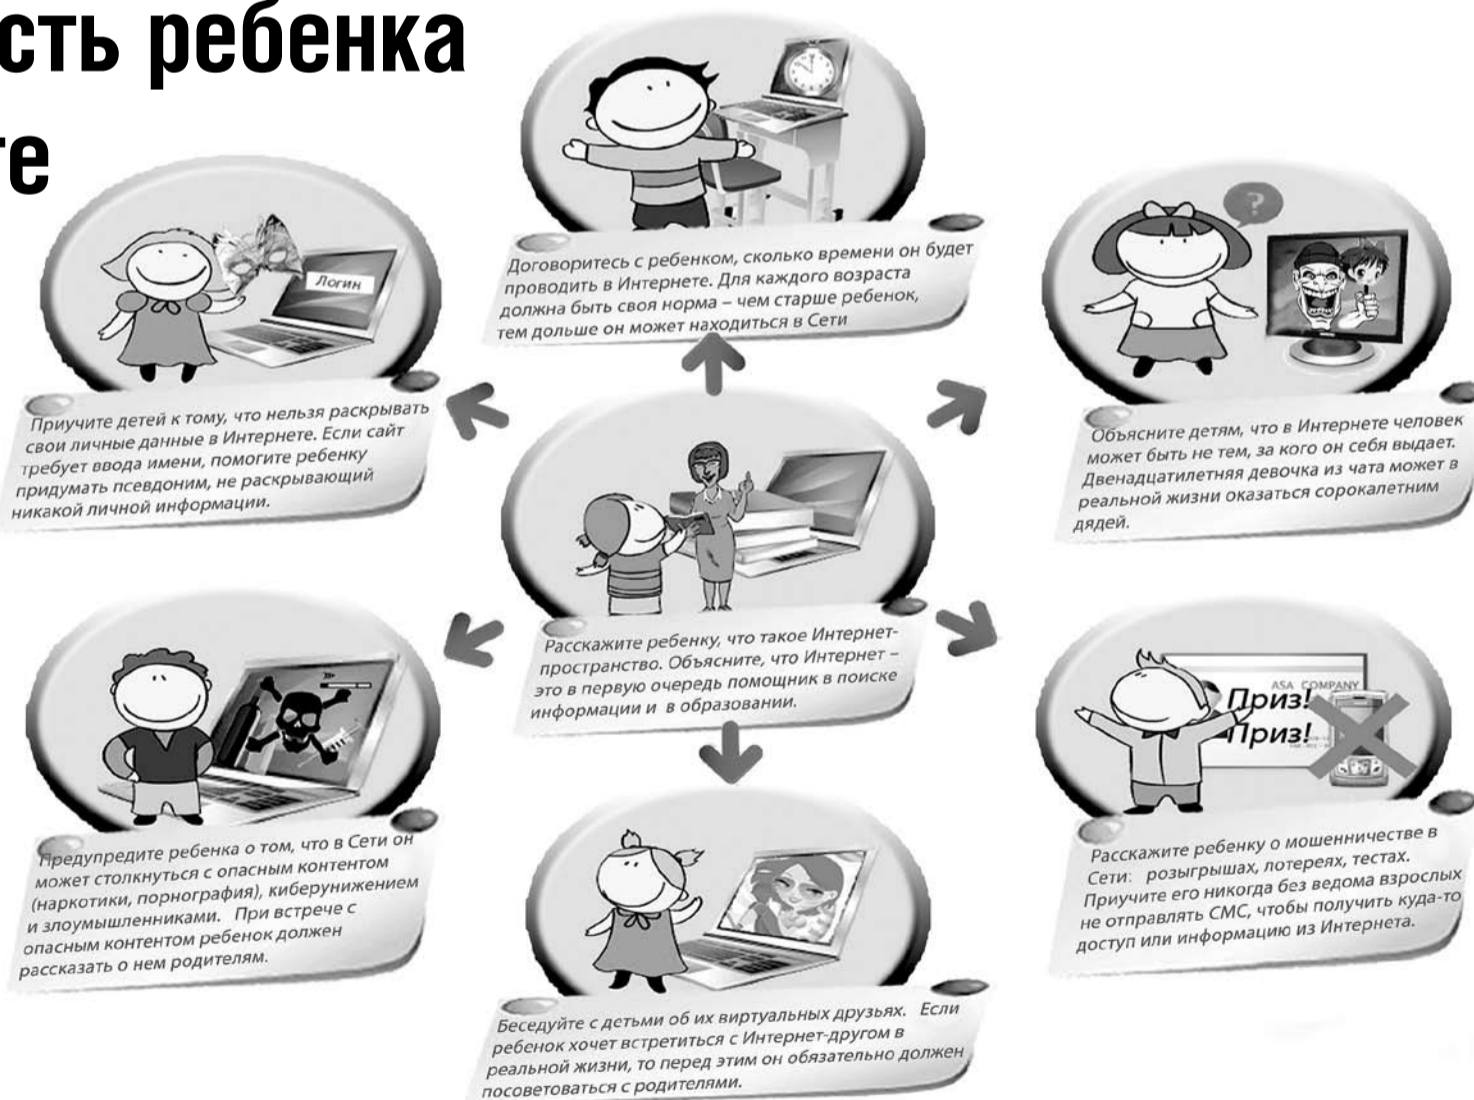 сть ребенка
те
Договоритесь с ребенком, сколько времени он будет
проводить в Интернете. Для каждого возраста
должна быть своя норма – чем старше ребенок,
тем дольше он может находиться в Сети
Логин
Приучите детей к тому, что нельзя раскрывать
свои личные данные в Интернете. Если сайт
требует ввода имени, помогите ребенку
придумать псевдоним, не раскрывающий
никакой личной информации.
?
Объясните детям, что в Интернете человек
может быть не тем, за кого он себя выдает.
Двенадцатилетняя девочка из чата может в
реальной жизни оказаться сорокалетним
дядей.
Расскажите ребенку, что такое Интернет-
пространство. Объясните, что Интернет –
это в первую очередь помощник в поиске
информации и в образовании.
Предупредите ребенка о том, что в Сети он
может столкнуться с опасным контентом
(наркотики, порнография), киберунижением
и злоумышленниками. При встрече с
опасным контентом ребенок должен
рассказать о нем родителям.
ASA COMPANY
Приз!
Приз!
Расскажите ребенку о мошенничестве в
Сети: розыгрышах, лотереях, тестах.
Приучите его никогда без ведома взрослых
не отправлять СМС, чтобы получить куда-то
доступ или информацию из Интернета.
Беседуйте с детьми об их виртуальных друзьях. Если
ребенок хочет встретиться с Интернет-другом в
реальной жизни, то перед этим он обязательно должен
посоветоваться с родителями.